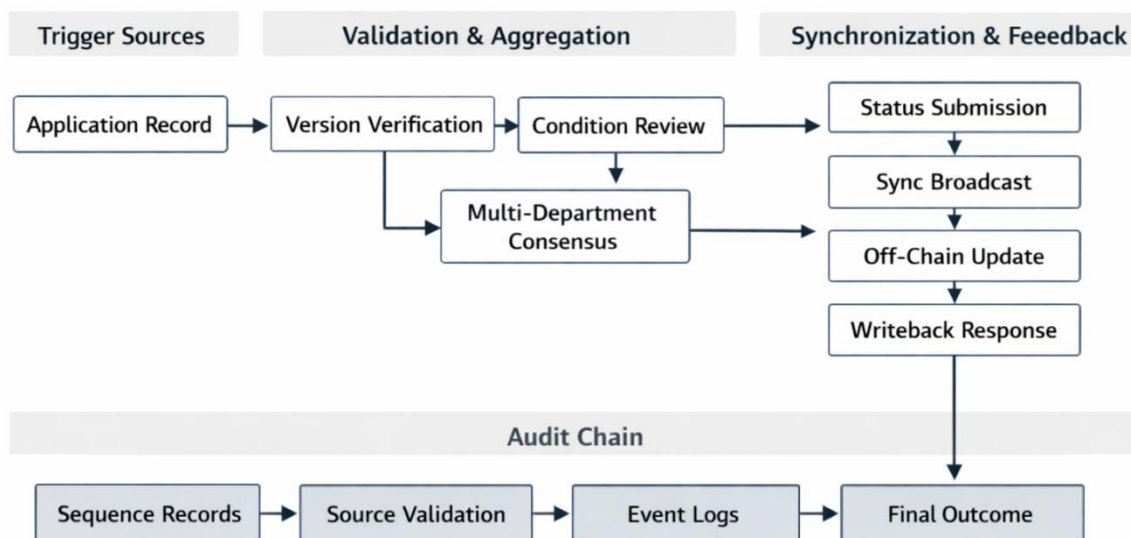 Trigger Sources
Validation & Aggregation
Synchronization & Feeedback
Application Record
Version Verification
Condition Review
Status Submission
Sync Broadcast
Multi-Department
Consensus
Off-Chain Update
Writeback Response
Audit Chain
Sequence Records
Source Validation
Event Logs
Final Outcome